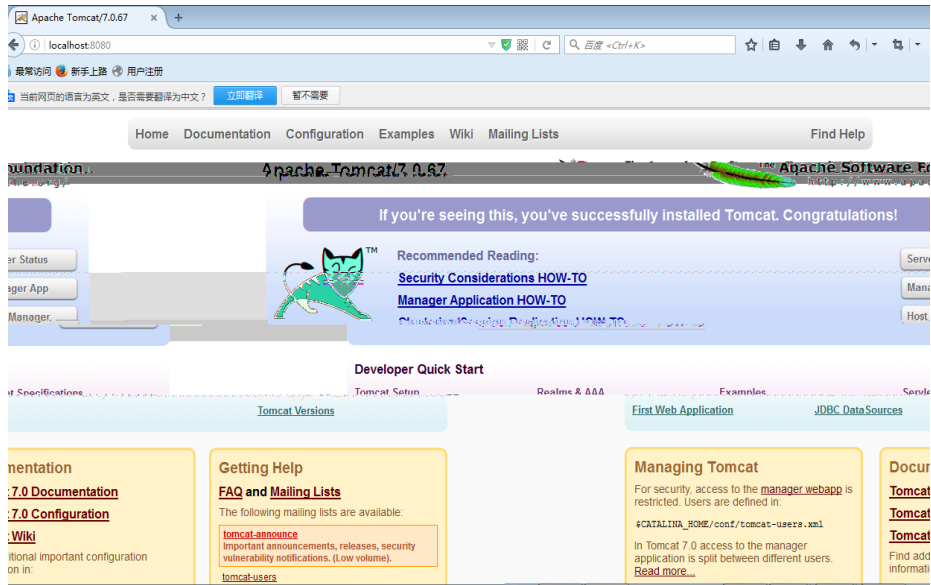 Apache Tomcat/7.0.67
localhost:8080
百度 <Ctrl+K>
最常访问 新手上路 用户注册
当前网页的语言为英文，是否需要翻译为中文？ 立即翻译 暂不需要
Home Documentation Configuration Examples Wiki Mailing Lists Find Help
Apache Tomcat/7.0.67 The Apache Software
If you're seeing this, you've successfully installed Tomcat. Congratulations!
TM
Recommended Reading:
er Status
Security Considerations HOW-TO
ager App
Manager Application HOW-TO
Manager
Host
Developer Quick Start
Specifications Tomcat Setup Realms & AAA Examples
Tomcat Versions First Web Application JDBC DataSources
mentation Getting Help Managing Tomcat
7.0 Documentation
FAQ and Mailing Lists
For security, access to the manager webapp is
restricted. Users are defined in:
Tomcat
7.0 Configuration
The following mailing lists are available:
$CATALINA_HOME/conf/tomcat-users.xml
Tomcat
Wiki
tomcat-announce
Important announcements, releases, security
vulnerability notifications. (Low volume).
In Tomcat 7.0 access to the manager
application is split between different users.
Read more...
Tomcat
itional important configuration
on in:
tomcat-users
Find add
informati